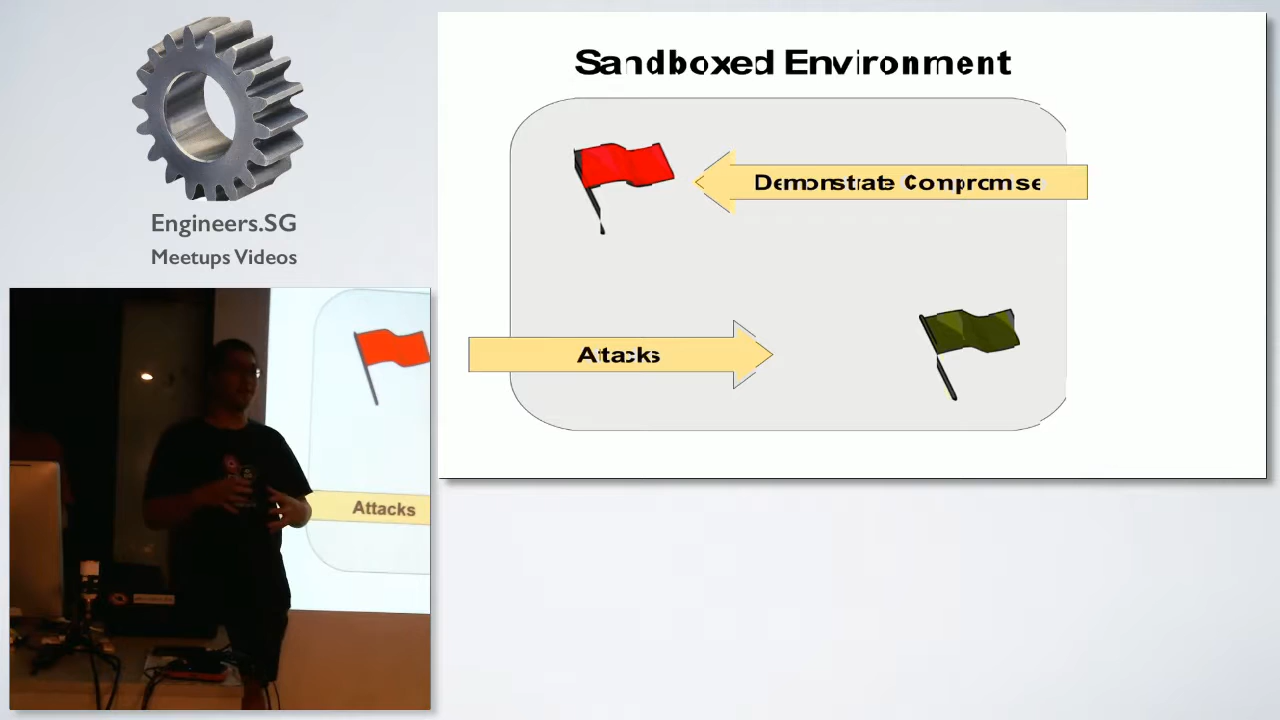 Engineers.SG
Meetups Videos
Sandboxed Environment
Demonstrate Compromise
Attacks
Attacks